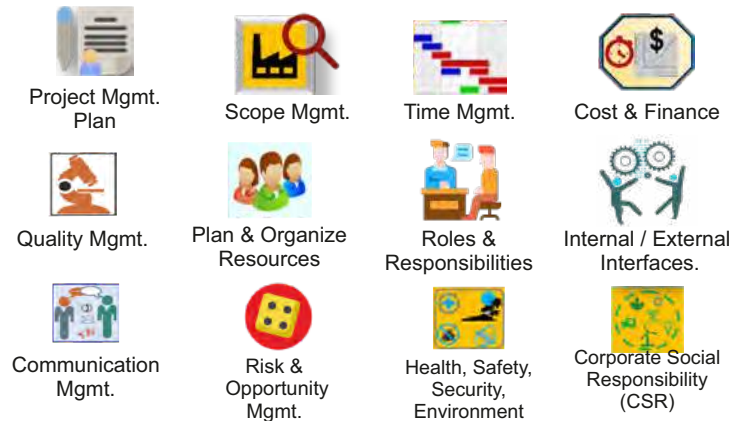 Project Mgmt.
Plan
Scope Mgmt.
Time Mgmt.
$
Cost & Finance
Quality Mgmt.
Plan & Organize
Resources
Roles &
Responsibilities
Internal / External
Interfaces.
Communication
Mgmt.
Risk &
Opportunity
Mgmt.
Health, Safety,
Security,
Environment
Corporate Social
Responsibility
(CSR)